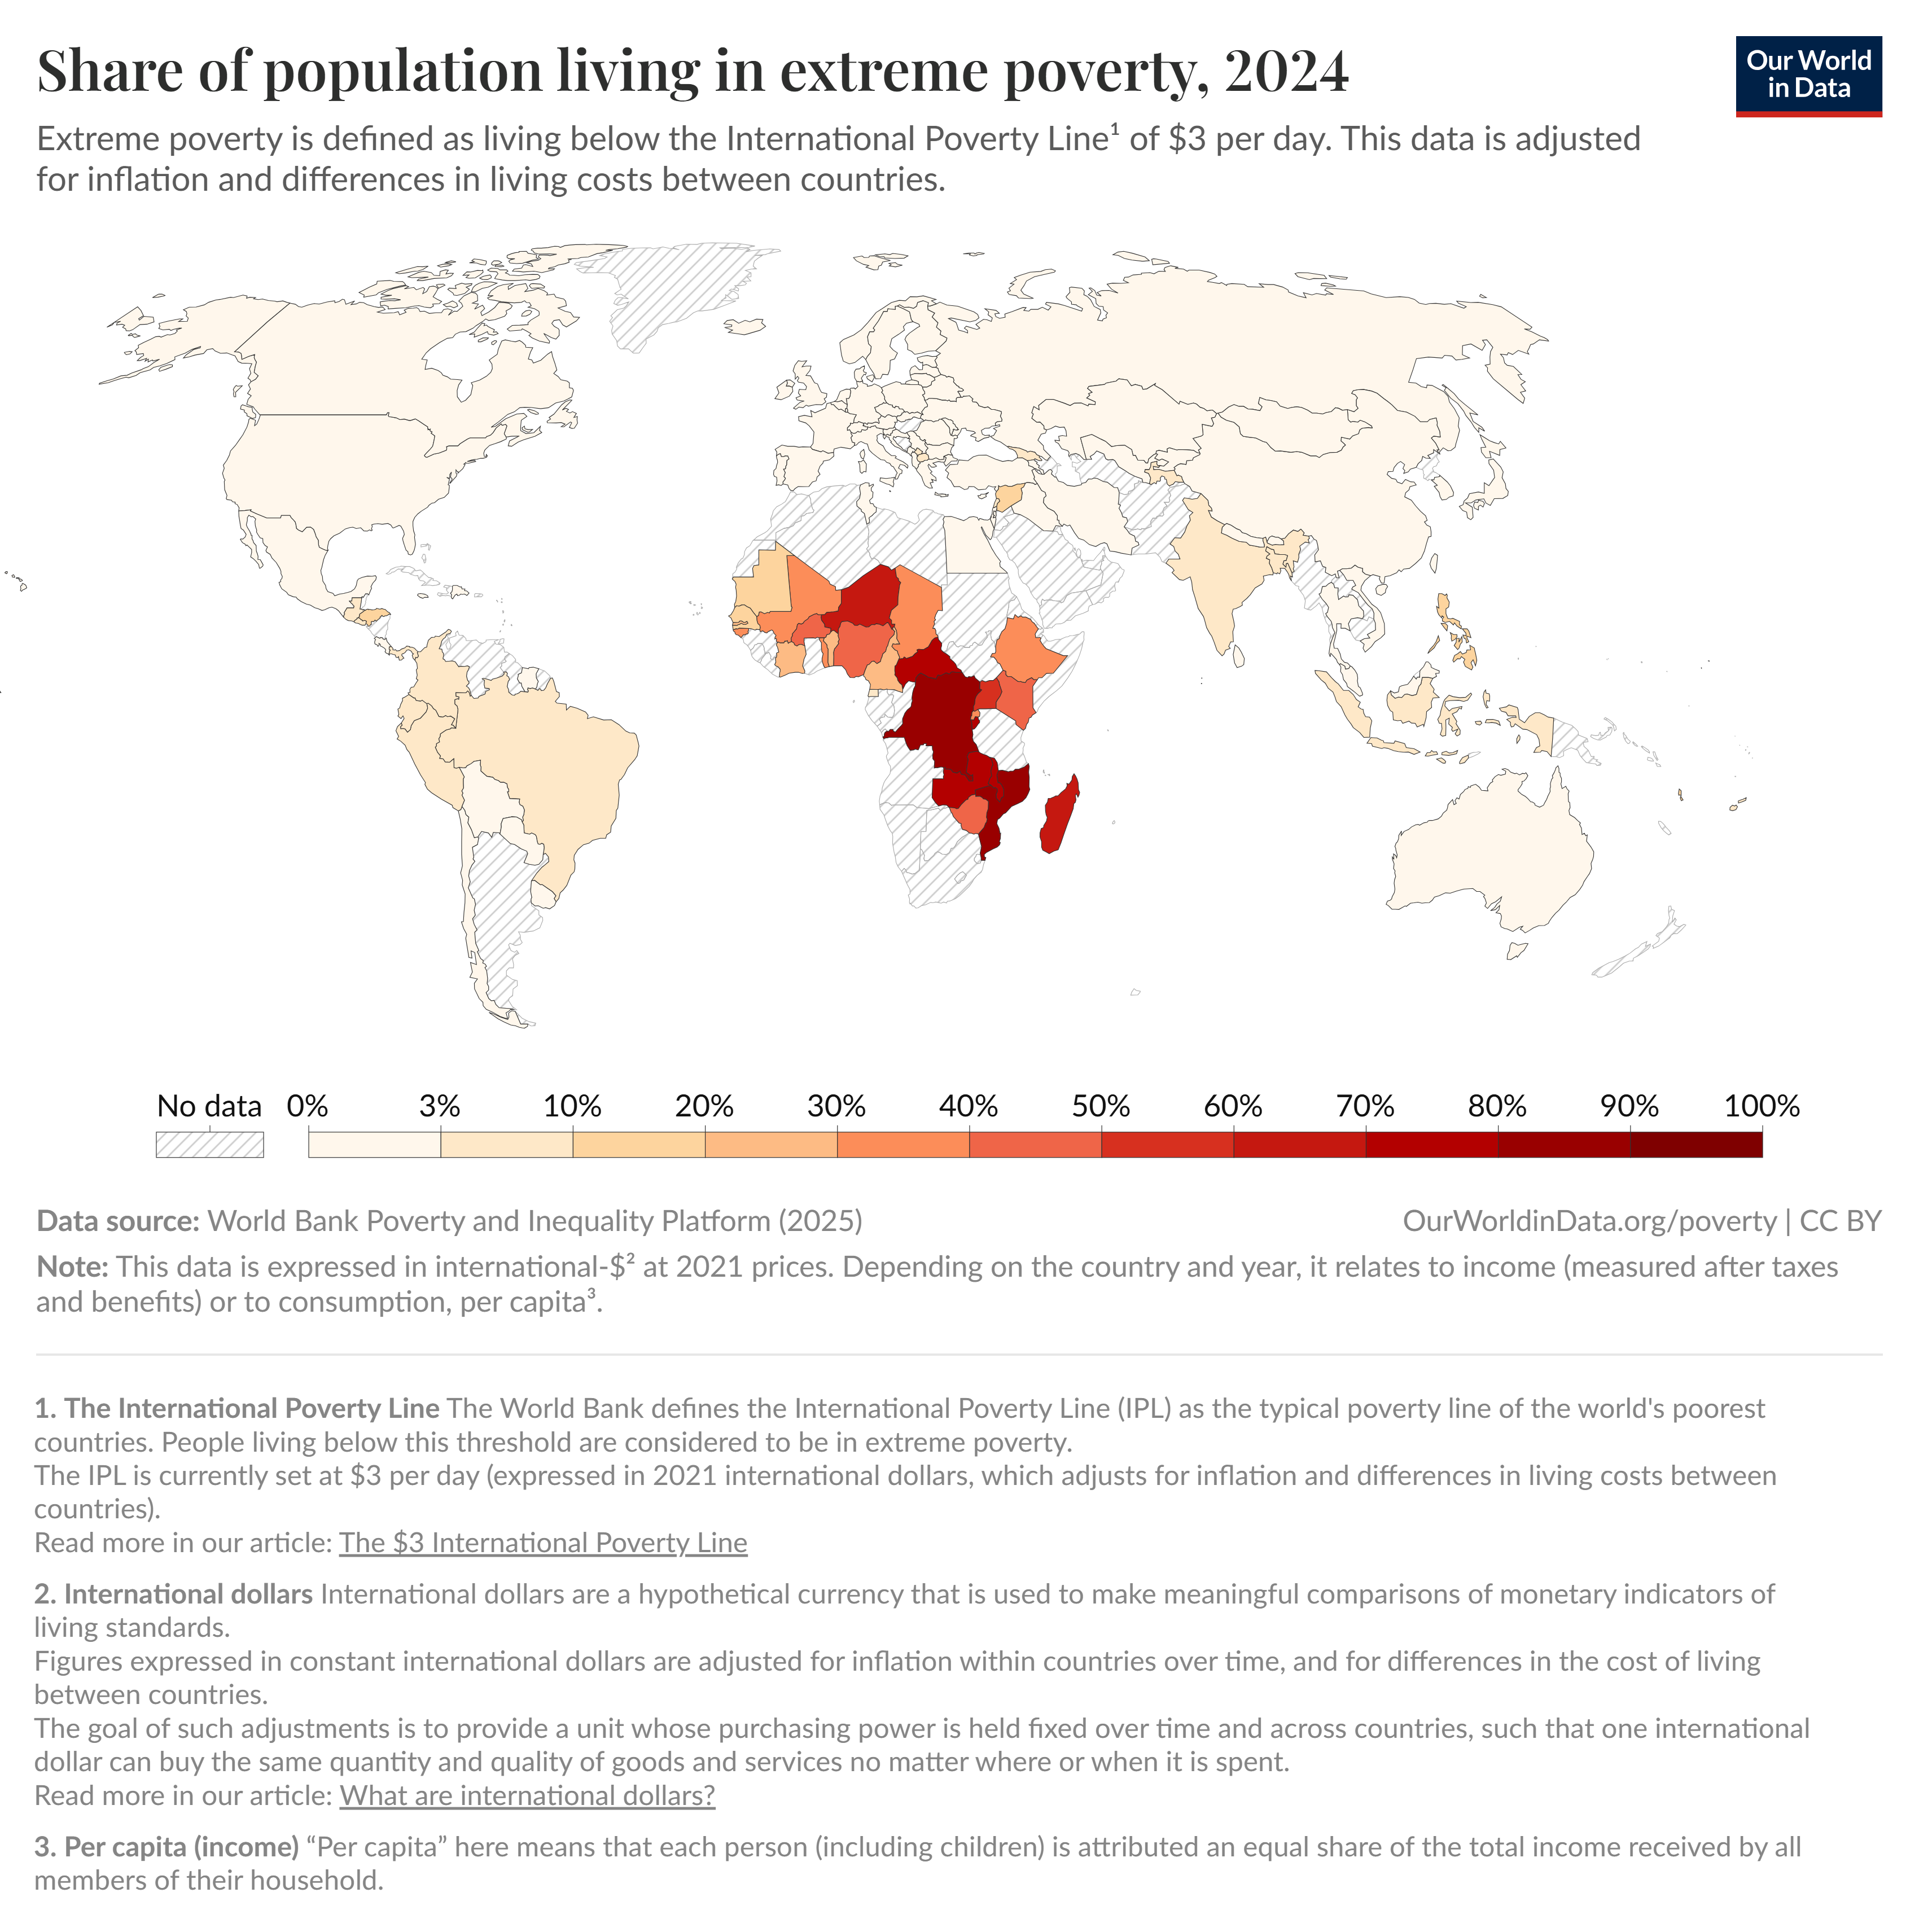 Share of population living in extreme poverty, 2024
Our World
in Data
Extreme poverty is defined as living below the International Poverty Line¹ of $3 per day. This data is adjusted
for inflation and differences in living costs between countries.
No data 0% 3% 10% 20% 30% 40% 50% 60% 70% 80% 90% 100%
Data source: World Bank Poverty and Inequality Platform (2025)
OurWorldinData.org/poverty | CC BY
Note: This data is expressed in international-$² at 2021 prices. Depending on the country and year, it relates to income (measured after taxes
and benefits) or to consumption, per capita³.
1. The International Poverty Line The World Bank defines the International Poverty Line (IPL) as the typical poverty line of the world's poorest
countries. People living below this threshold are considered to be in extreme poverty.
The IPL is currently set at $3 per day (expressed in 2021 international dollars, which adjusts for inflation and differences in living costs between
countries).
Read more in our article: The $3 International Poverty Line
2. International dollars International dollars are a hypothetical currency that is used to make meaningful comparisons of monetary indicators of
living standards.
Figures expressed in constant international dollars are adjusted for inflation within countries over time, and for differences in the cost of living
between countries.
The goal of such adjustments is to provide a unit whose purchasing power is held fixed over time and across countries, such that one international
dollar can buy the same quantity and quality of goods and services no matter where or when it is spent.
Read more in our article: What are international dollars?
3. Per capita (income) “Per capita” here means that each person (including children) is attributed an equal share of the total income received by all
members of their household.